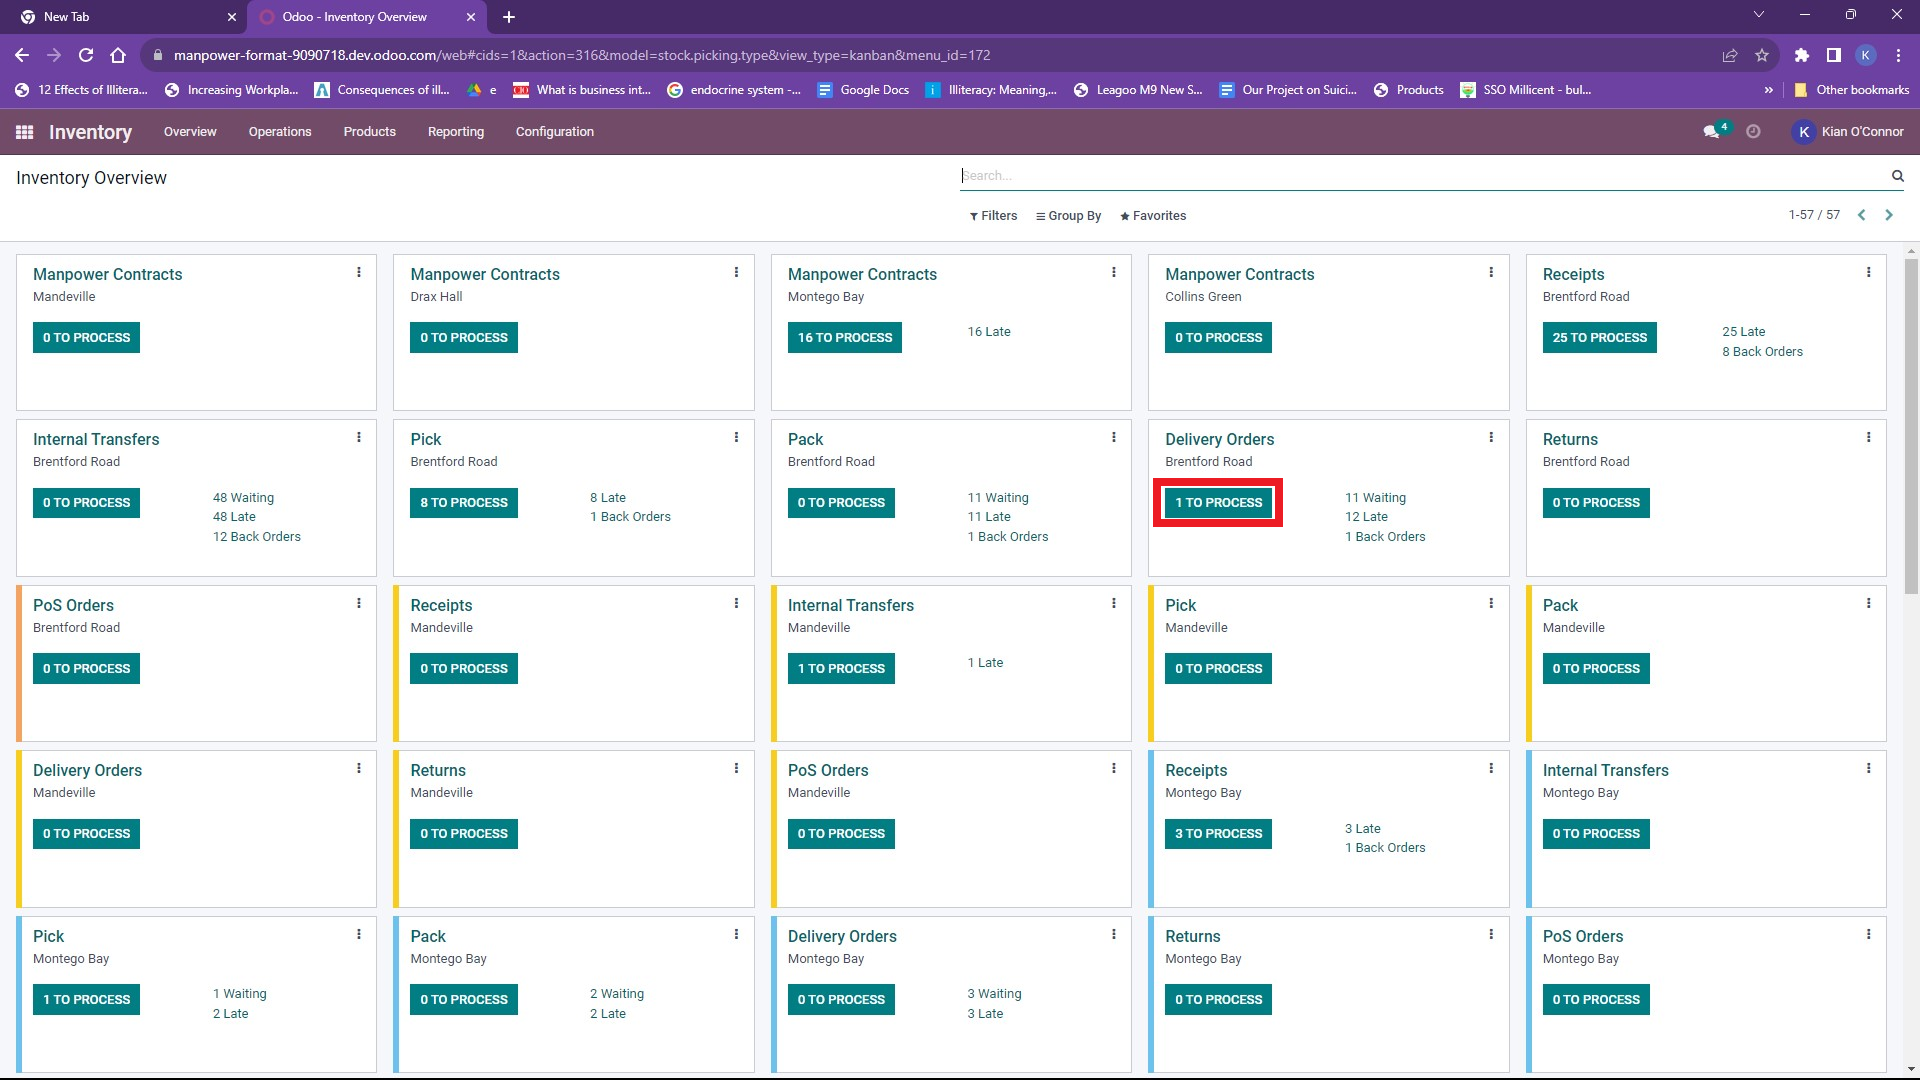 New Tab
Odoo - Inventory Overview
manpower-format-9090718.dev.odoo.com/web#cids=1&action=316&model=stock.picking.type&view_type=kanban&menu_id=172
K
12 Effects of Illitera...
Increasing Workpla...
Consequences of ill...
e
What is business int...
endocrine system -...
Google Docs
Illiteracy: Meaning,...
Leagoo M9 New S...
Our Project on Suici...
Products
SSO Millicent - bul...
Other bookmarks
Inventory
Overview
Operations
Products
Reporting
Configuration
4
K
Kian O'Connor
Inventory Overview
Search...
Filters
Group By
Favorites
1-57 / 57
Manpower Contracts
Mandeville
0 TO PROCESS
Manpower Contracts
Drax Hall
0 TO PROCESS
Manpower Contracts
Montego Bay
16 TO PROCESS
16 Late
Manpower Contracts
Collins Green
0 TO PROCESS
Receipts
Brentford Road
25 TO PROCESS
25 Late
8 Back Orders
Internal Transfers
Brentford Road
0 TO PROCESS
48 Waiting
48 Late
12 Back Orders
Pick
Brentford Road
8 TO PROCESS
8 Late
1 Back Orders
Pack
Brentford Road
0 TO PROCESS
11 Waiting
11 Late
1 Back Orders
Delivery Orders
Brentford Road
1 TO PROCESS
11 Waiting
12 Late
1 Back Orders
Returns
Brentford Road
0 TO PROCESS
PoS Orders
Brentford Road
0 TO PROCESS
Receipts
Mandeville
0 TO PROCESS
Internal Transfers
Mandeville
1 TO PROCESS
1 Late
Pick
Mandeville
0 TO PROCESS
Pack
Mandeville
0 TO PROCESS
Delivery Orders
Mandeville
0 TO PROCESS
Returns
Mandeville
0 TO PROCESS
PoS Orders
Mandeville
0 TO PROCESS
Receipts
Montego Bay
3 TO PROCESS
3 Late
1 Back Orders
Internal Transfers
Montego Bay
0 TO PROCESS
Pick
Montego Bay
1 TO PROCESS
1 Waiting
2 Late
Pack
Montego Bay
0 TO PROCESS
2 Waiting
2 Late
Delivery Orders
Montego Bay
0 TO PROCESS
3 Waiting
3 Late
Returns
Montego Bay
0 TO PROCESS
PoS Orders
Montego Bay
0 TO PROCESS